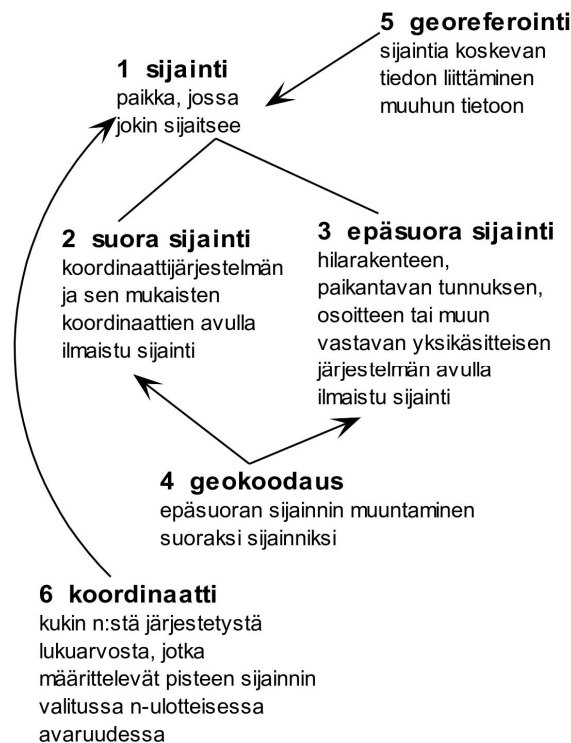 5 georeferointi
sijaintia koskevan
tiedon liittäminen
muuhun tietoon
1 sijainti
paikka, jossa
jokin sijaitsee
2 suora sijainti
koordinaattijärjestelmän
ja sen mukaisten
koordinaattien avulla
ilmaistu sijainti
3 epäsuora sijainti
hilarakenteen,
paikantavan tunnuksen,
osoitteen tai muun
vastavan yksikäsitteisen
järjestelmän avulla
ilmaistu sijainti
4 geokoodaus
epäsuoran sijainnin muuntaminen
suoraksi sijainniksi
6 koordinaatti
kukin n:stä järjestetystä
lukuarvosta, jotka
määrittelevät pisteen sijainnin
valitussa n-ulotteisessa
avaruudessa